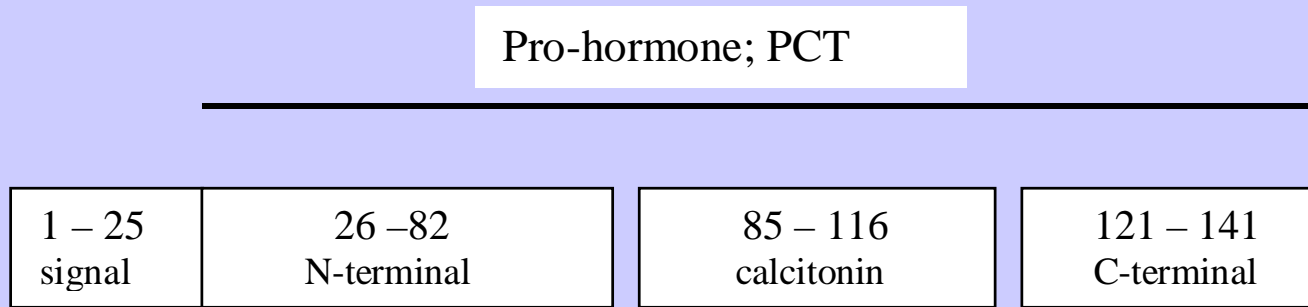 Pro-hormone; PCT
1 – 25
signal
26 –82
N-terminal
85 – 116
calcitonin
121 – 141
C-terminal